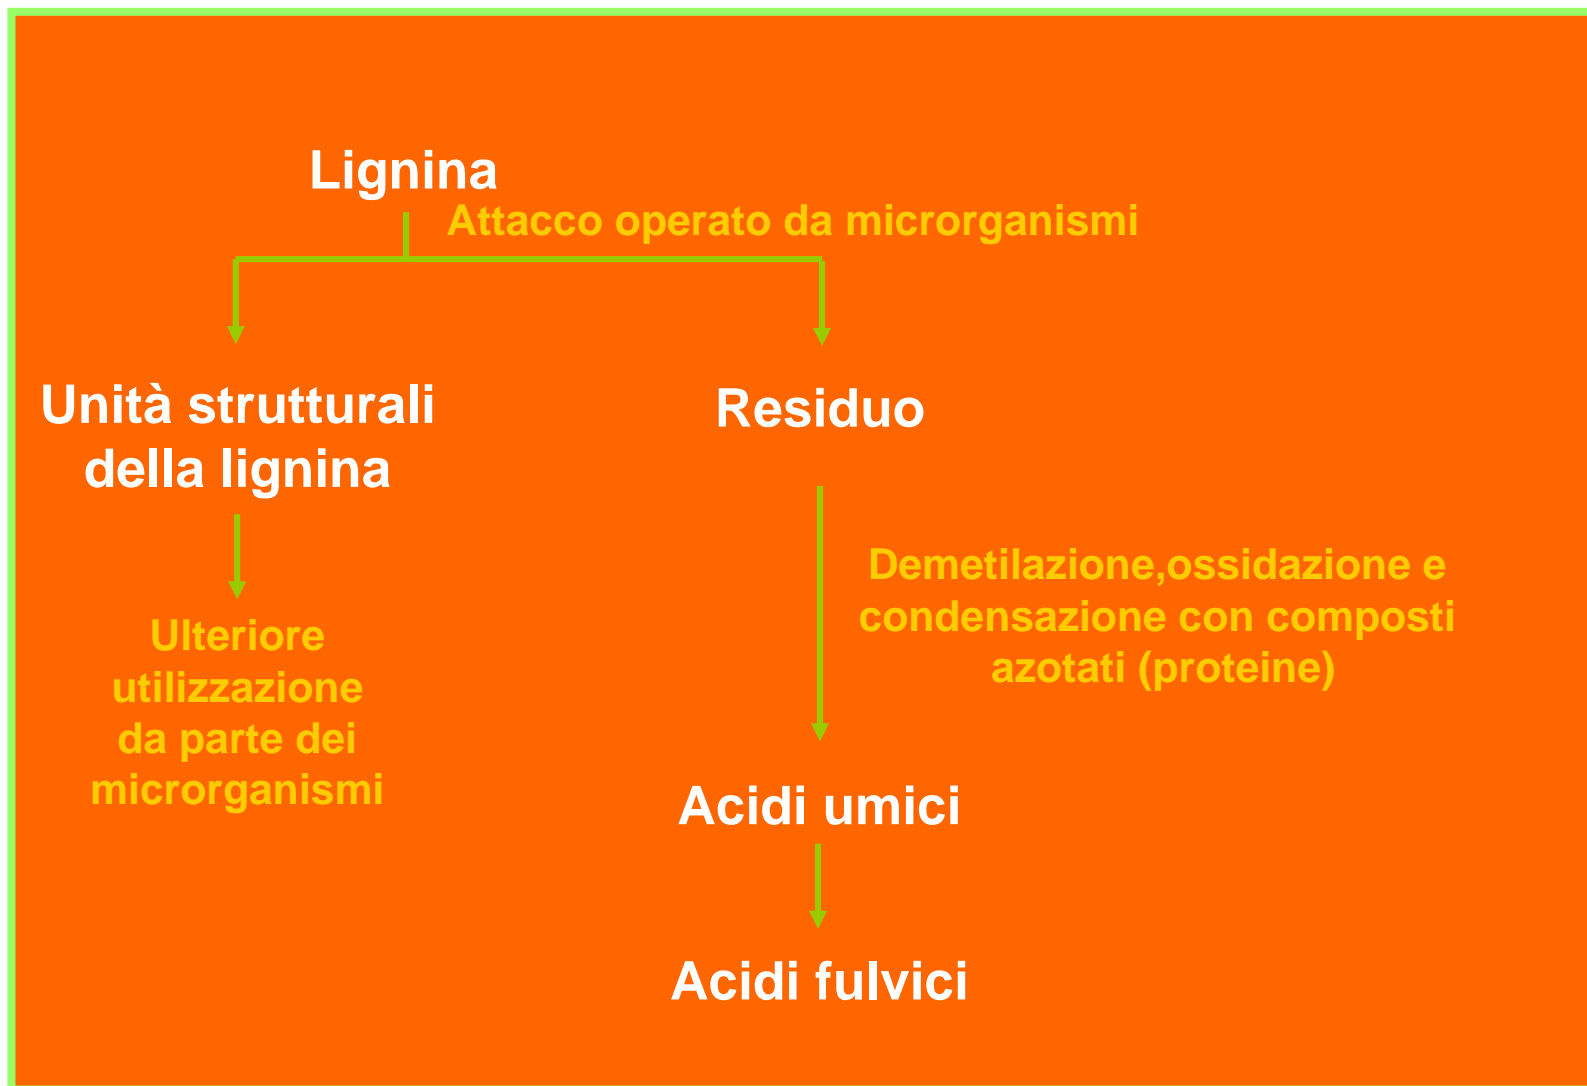 Lignina
Attacco operato da microrganismi
Unità strutturali
della lignina
Residuo
Ulteriore
utilizzazione
da parte dei
microrganismi
Demetilazione,ossidazione e
condensazione con composti
azotati (proteine)
Acidi umici
Acidi fulvici